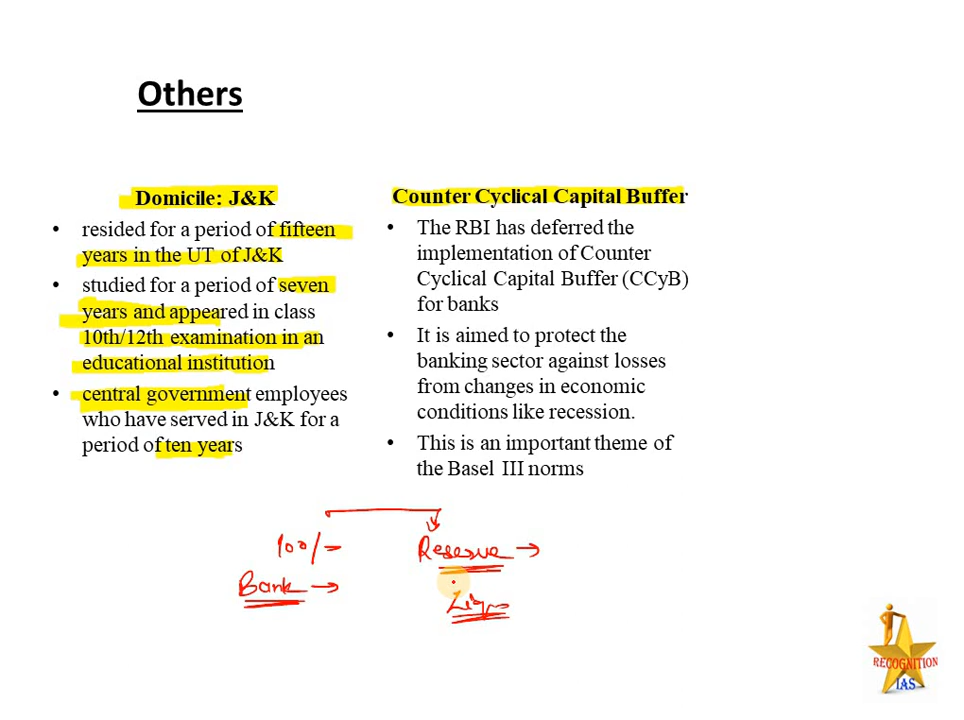 Others
Domicile: J&K
• resided for a period of fifteen
years in the UT of J&K
• studied for a period of seven
years and appeared in class
10th/12th examination in an
educational institution
• central government employees
who have served in J&K for a
period of ten years
Counter Cyclical Capital Buffer
• The RBI has deferred the
implementation of Counter
Cyclical Capital Buffer (CCyB)
for banks
• It is aimed to protect the
banking sector against losses
from changes in economic
conditions like recession.
• This is an important theme of
the Basel III norms
100/- Reserve →
Bank →
RECOGNITION
IAS